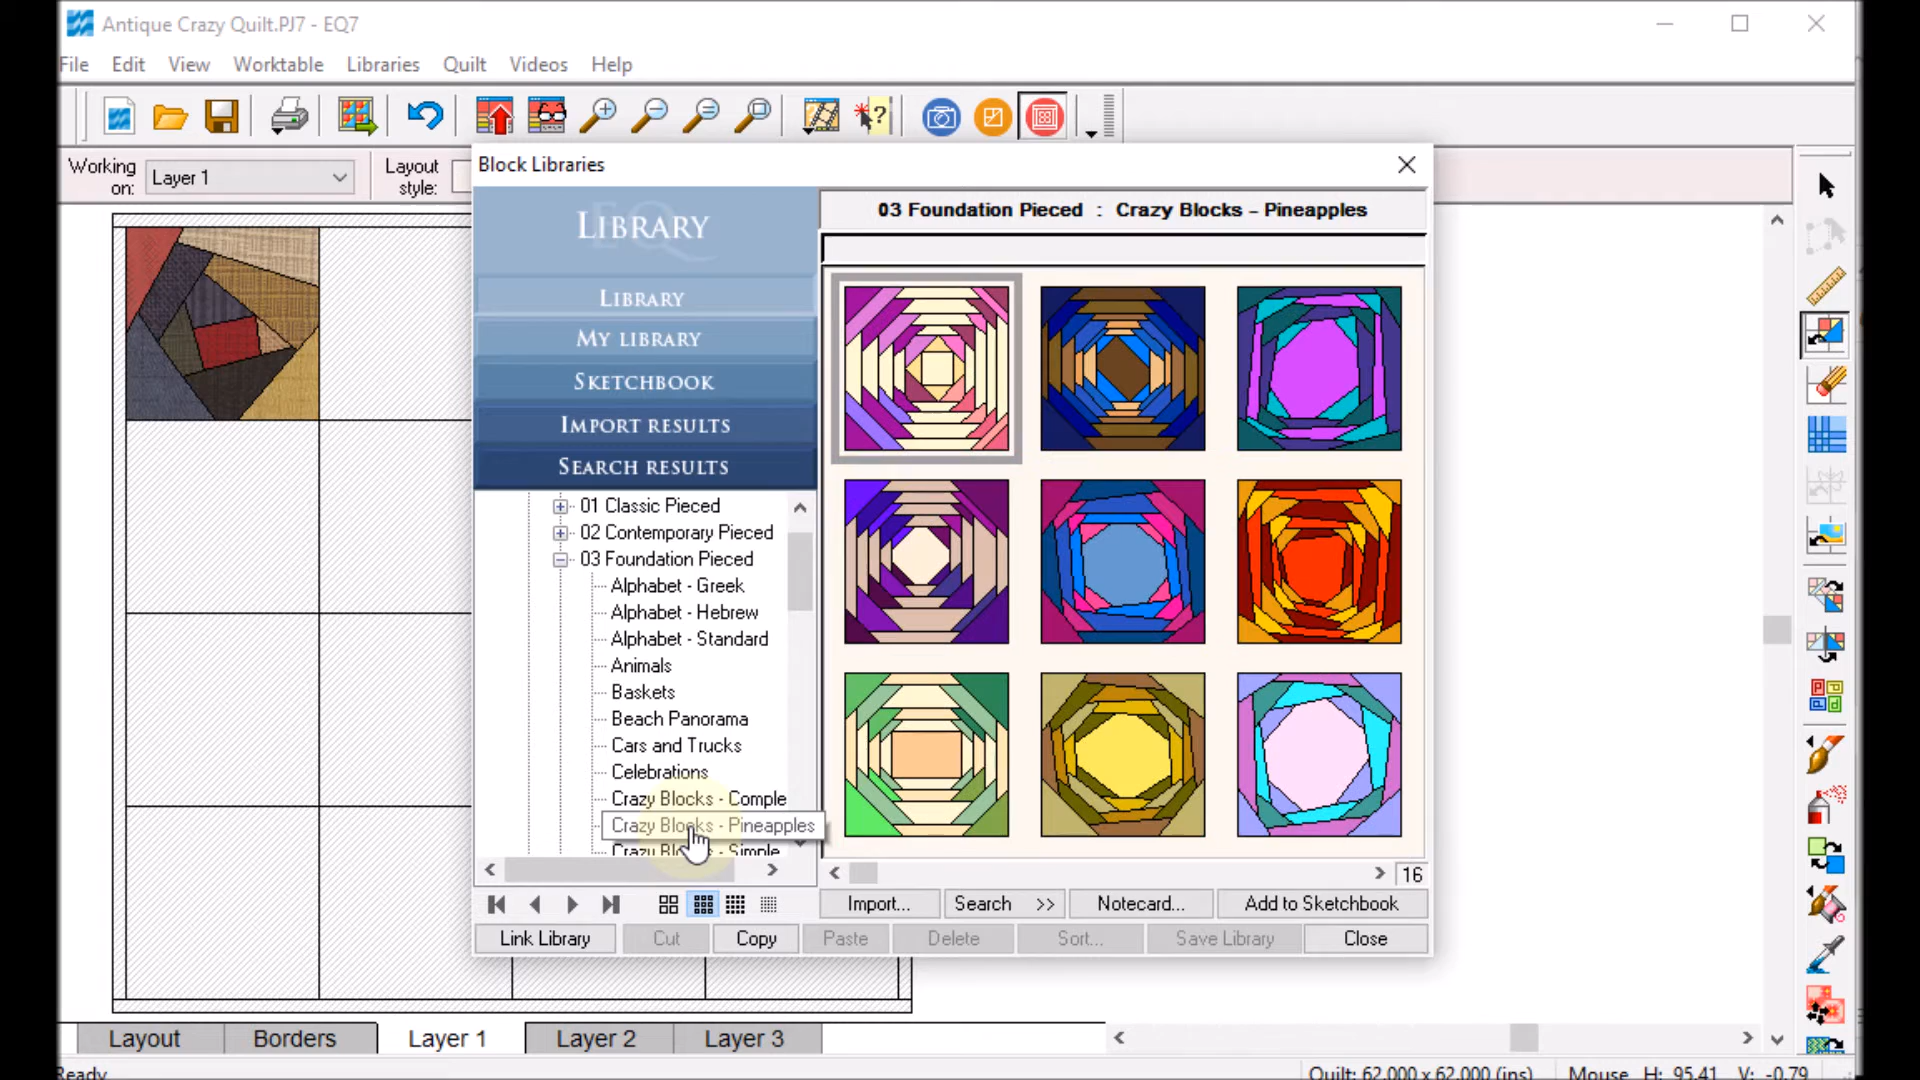 Antique Crazy Quilt.PJ7 - EQ7
File Edit View Worktable Libraries Quilt Videos Help
Working on:
Layer 1
Layout style:
Block Libraries
LIBRARY
LIBRARY
MY LIBRARY
SKETCHBOOK
IMPORT RESULTS
SEARCH RESULTS
01 Classic Pieced
02 Contemporary Pieced
03 Foundation Pieced
Alphabet - Greek
Alphabet - Hebrew
Alphabet - Standard
Animals
Baskets
Beach Panorama
Cars and Trucks
Celebrations
Crazy Blocks - Comple
Crazy Blocks - Pineapples
Crazy Blocks - Simple
03 Foundation Pieced : Crazy Blocks - Pineapples
16
Import... Search >> Notecard... Add to Sketchbook
Link Library Cut Copy Paste Delete Sort... Save Library Close
Layout Borders Layer 1 Layer 2 Layer 3
Ready
Quilt: 62.000 x 62.000 (ins) Mouse H: 95.41 V: -0.79